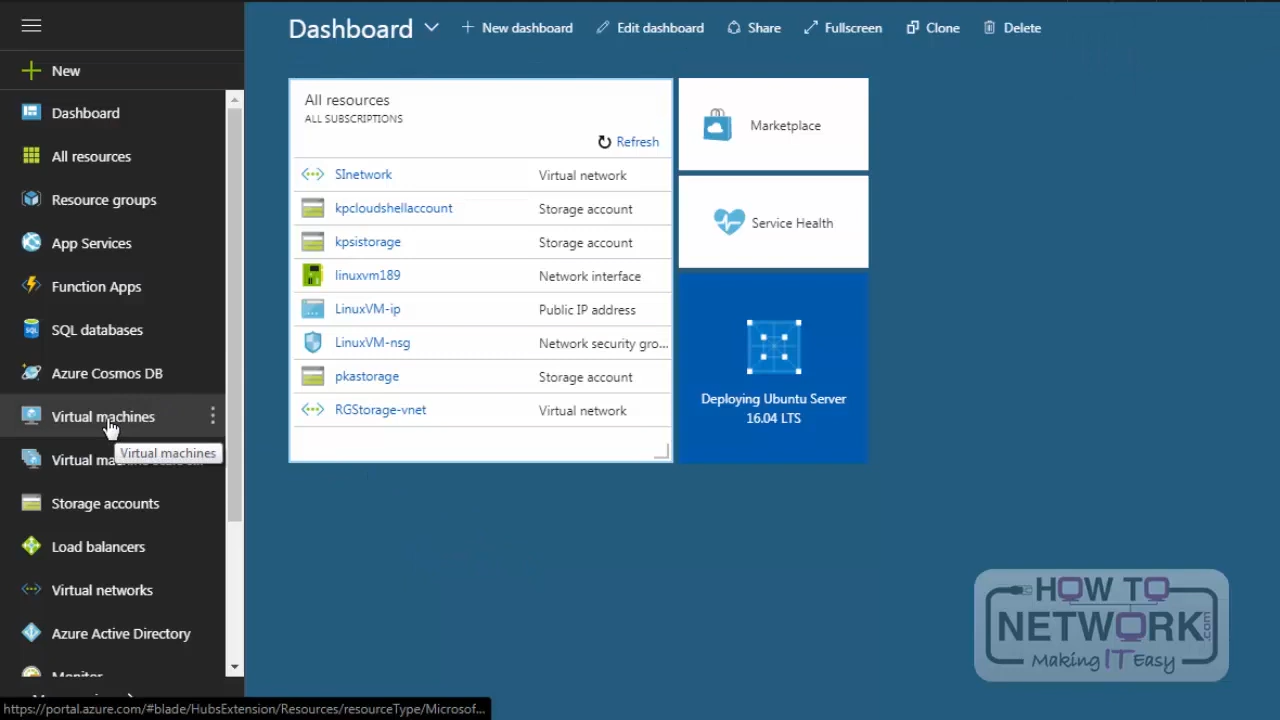 Dashboard
New dashboard
Edit dashboard
Share
Fullscreen
Clone
Delete
New
Dashboard
All resources
Resource groups
App Services
Function Apps
SQL databases
Azure Cosmos DB
Virtual machines
Virtual machines
Virtual ma
Storage accounts
Load balancers
Virtual networks
Azure Active Directory
Monitor
https://portal.azure.com/#blade/HubsExtension/Resources/resourceType/Microsof...
All resources
ALL SUBSCRIPTIONS
Refresh
SInetwork Virtual network
kpcloudshellaccount Storage account
kpsistorage Storage account
linuxvm189 Network interface
LinuxVM-ip Public IP address
LinuxVM-nsg Network security gro...
pkastorage Storage account
RGStorage-vnet Virtual network
Marketplace
Service Health
Deploying Ubuntu Server
16.04 LTS
HOW TO
NETWORK.com
Making IT Easy